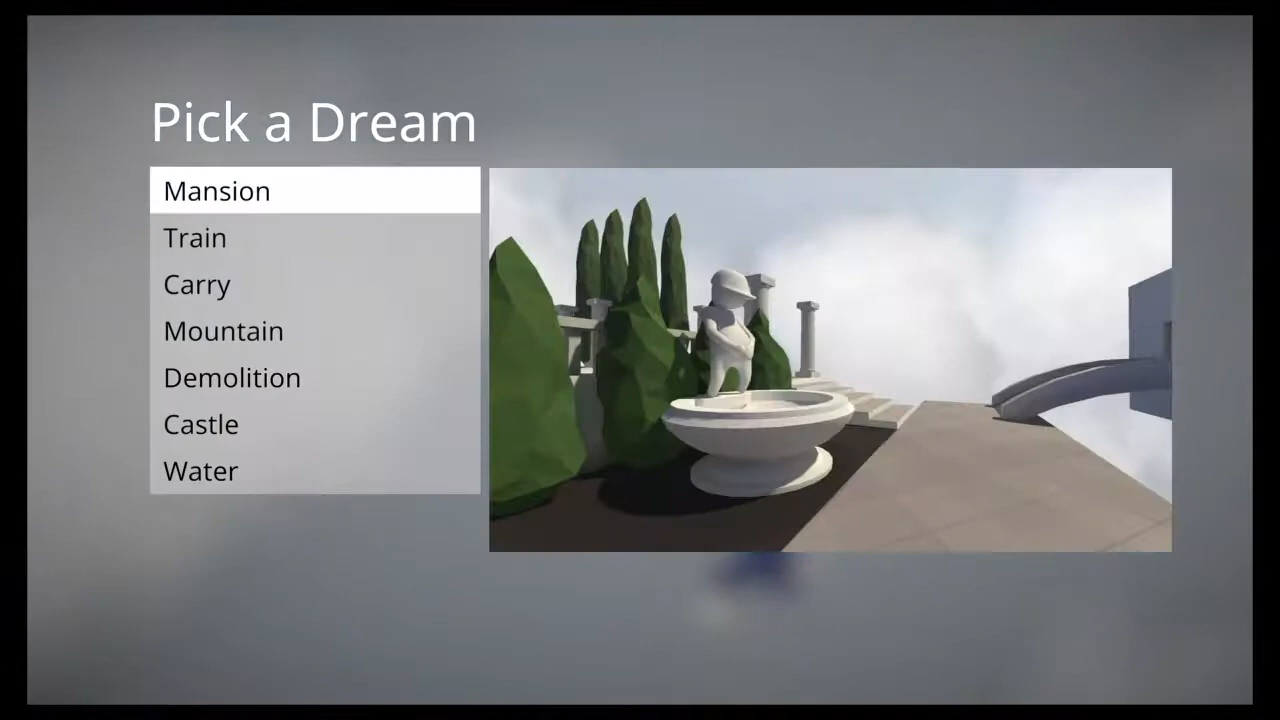 Pick a Dream
Mansion
Train
Carry
Mountain
Demolition
Castle
Water